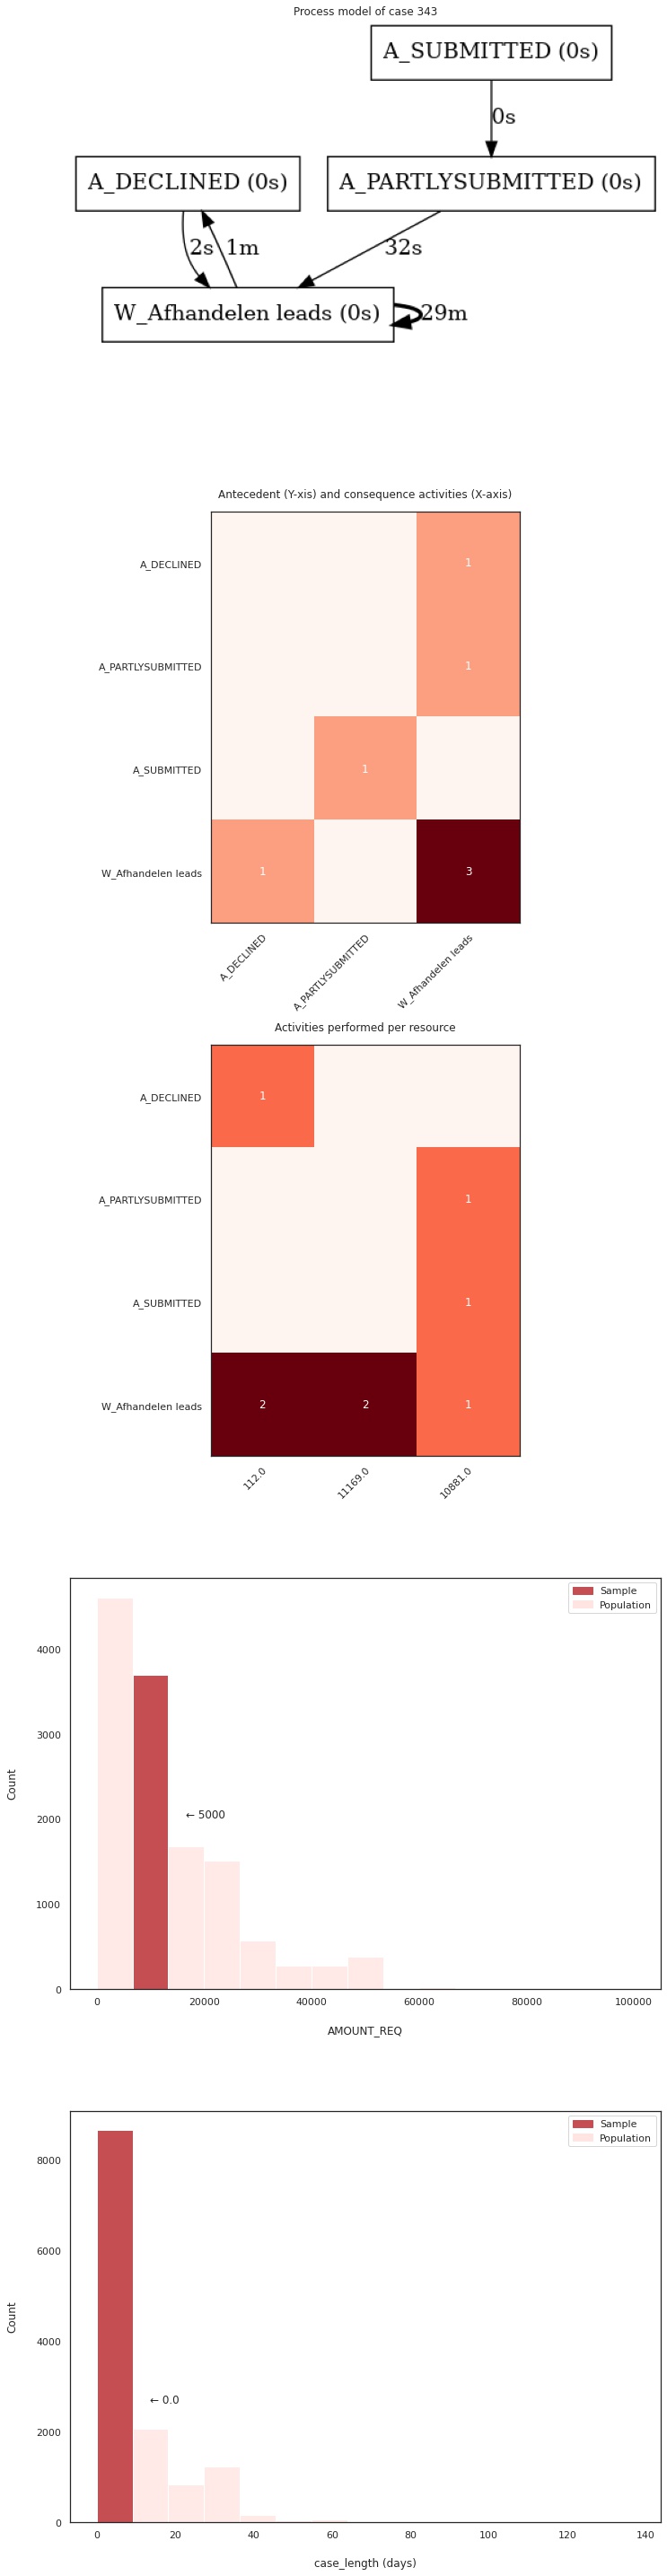 Process model of case 343
A_SUBMITTED (0s)
0s
A_DECLINED (0s)
A_PARTLYSUBMITTED (0s)
2s
1m
32s
W_Afhandelen leads (0s)
29m
Antecedent (Y-xis) and consequence activities (X-axis)
A_DECLINED
1
A_PARTLYSUBMITTED
1
A_SUBMITTED
1
W_Afhandelen leads
1
3
A_DECLINED
A_PARTLYSUBMITTED
W_Afhandelen leads
Activities performed per resource
A_DECLINED
1
A_PARTLYSUBMITTED
1
A_SUBMITTED
1
W_Afhandelen leads
2
2
1
112.0
11169.0
10881.0
Sample
Population
4000
3000
2000
1000
0
Count
← 5000
0
20000
40000
60000
80000
100000
AMOUNT_REQ
Sample
Population
8000
6000
4000
2000
0
Count
← 0.0
0
20
40
60
80
100
120
140
case_length (days)